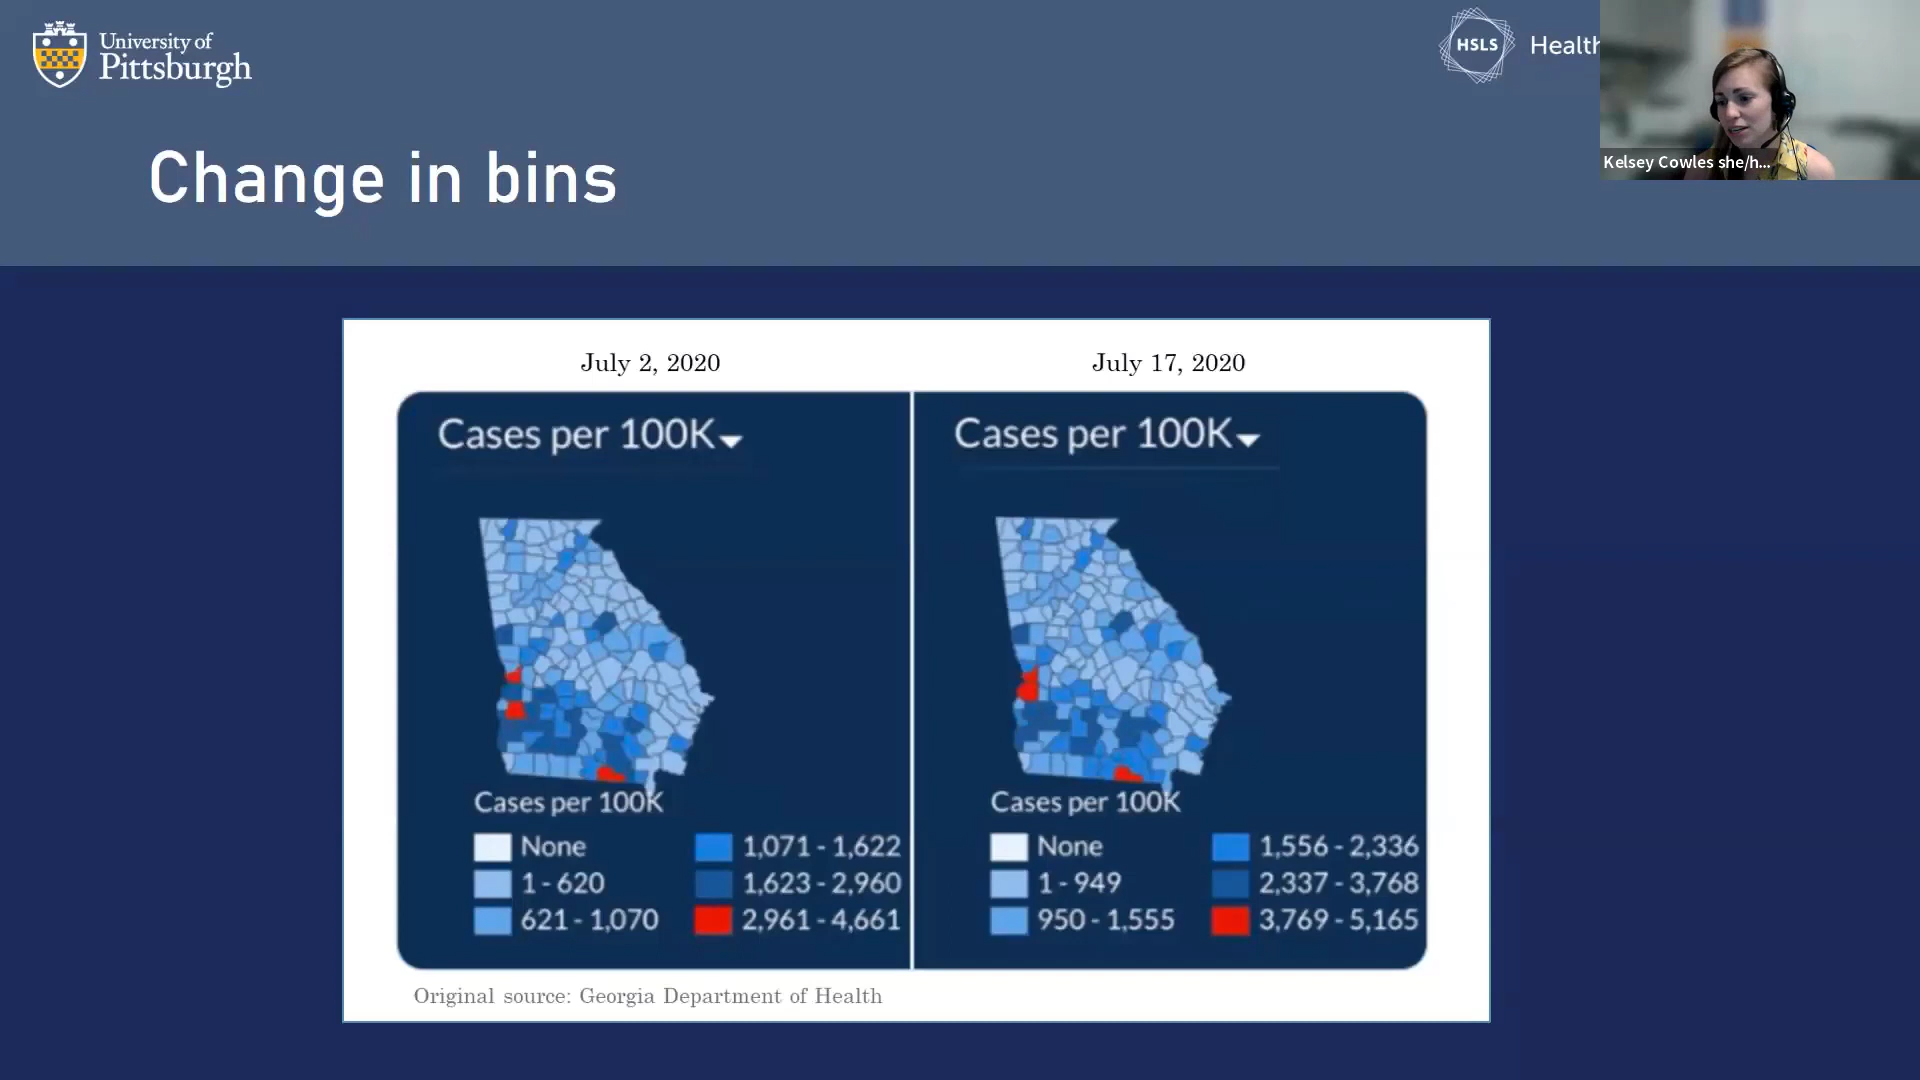 University of
Pittsburgh
HSLS
Health
Kelsey Cowles she/h...
Change in bins
July 2, 2020
July 17, 2020
Cases per 100K
Cases per 100K
Cases per 100K
None
1,071 - 1,622
1 - 620
1,623 - 2,960
621 - 1,070
2,961 - 4,661
Cases per 100K
None
1,556 - 2,336
1 - 949
2,337 - 3,768
950 - 1,555
3,769 - 5,165
Original source: Georgia Department of Health